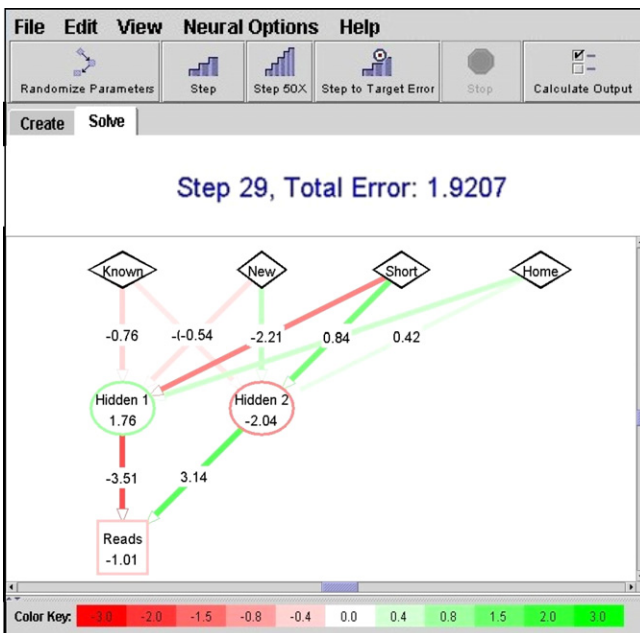 File Edit View Neural Options Help
Randomize Parameters Step Step 50X Step to Target Error Stop Calculate Output
Create Solve
Step 29, Total Error: 1.9207
Known New Short Home
-0.76 -(-0.54 -2.21 0.84 0.42
Hidden 1 Hidden 2
1.76 -2.04
-3.51 3.14
Reads
-1.01
Color Key: -3.0 -2.0 -1.5 -0.8 -0.4 0.0 0.4 0.8 1.5 2.0 3.0